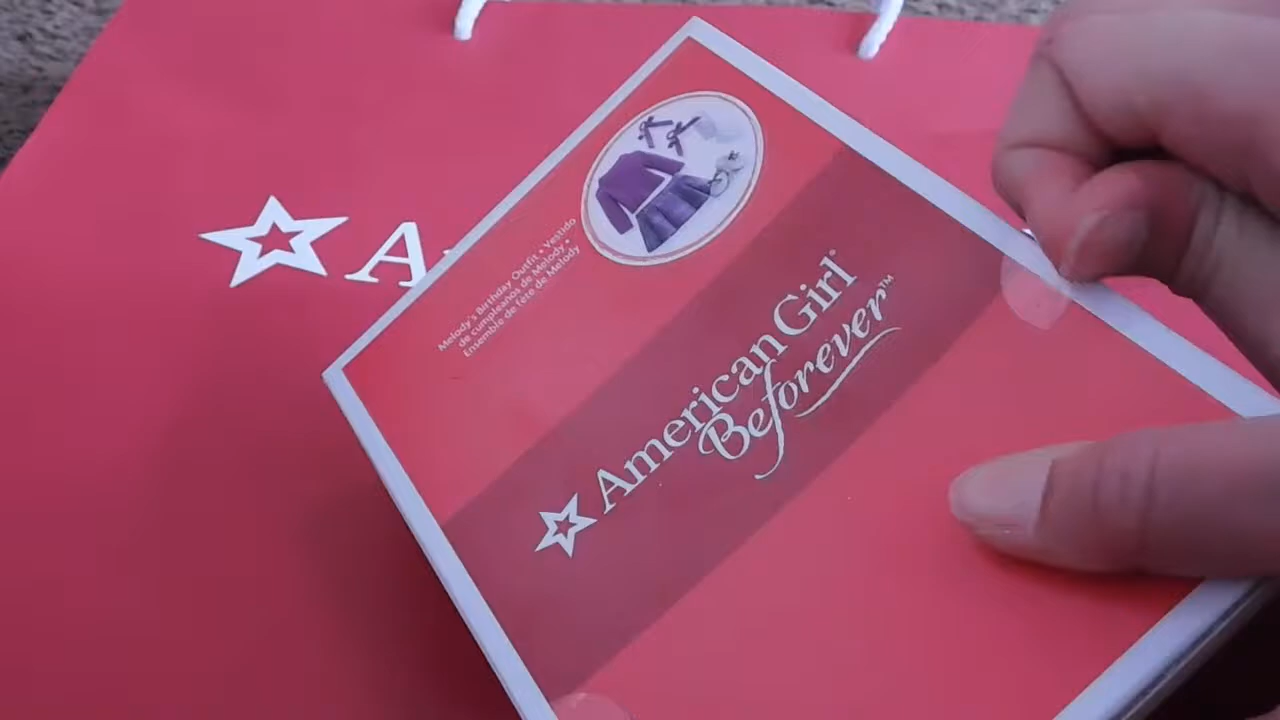 A
Melody's Birthday Outfit • Vestido
de cumpleaños de Melody •
Ensemble de fête de Melody
American Girl®
Beforever™